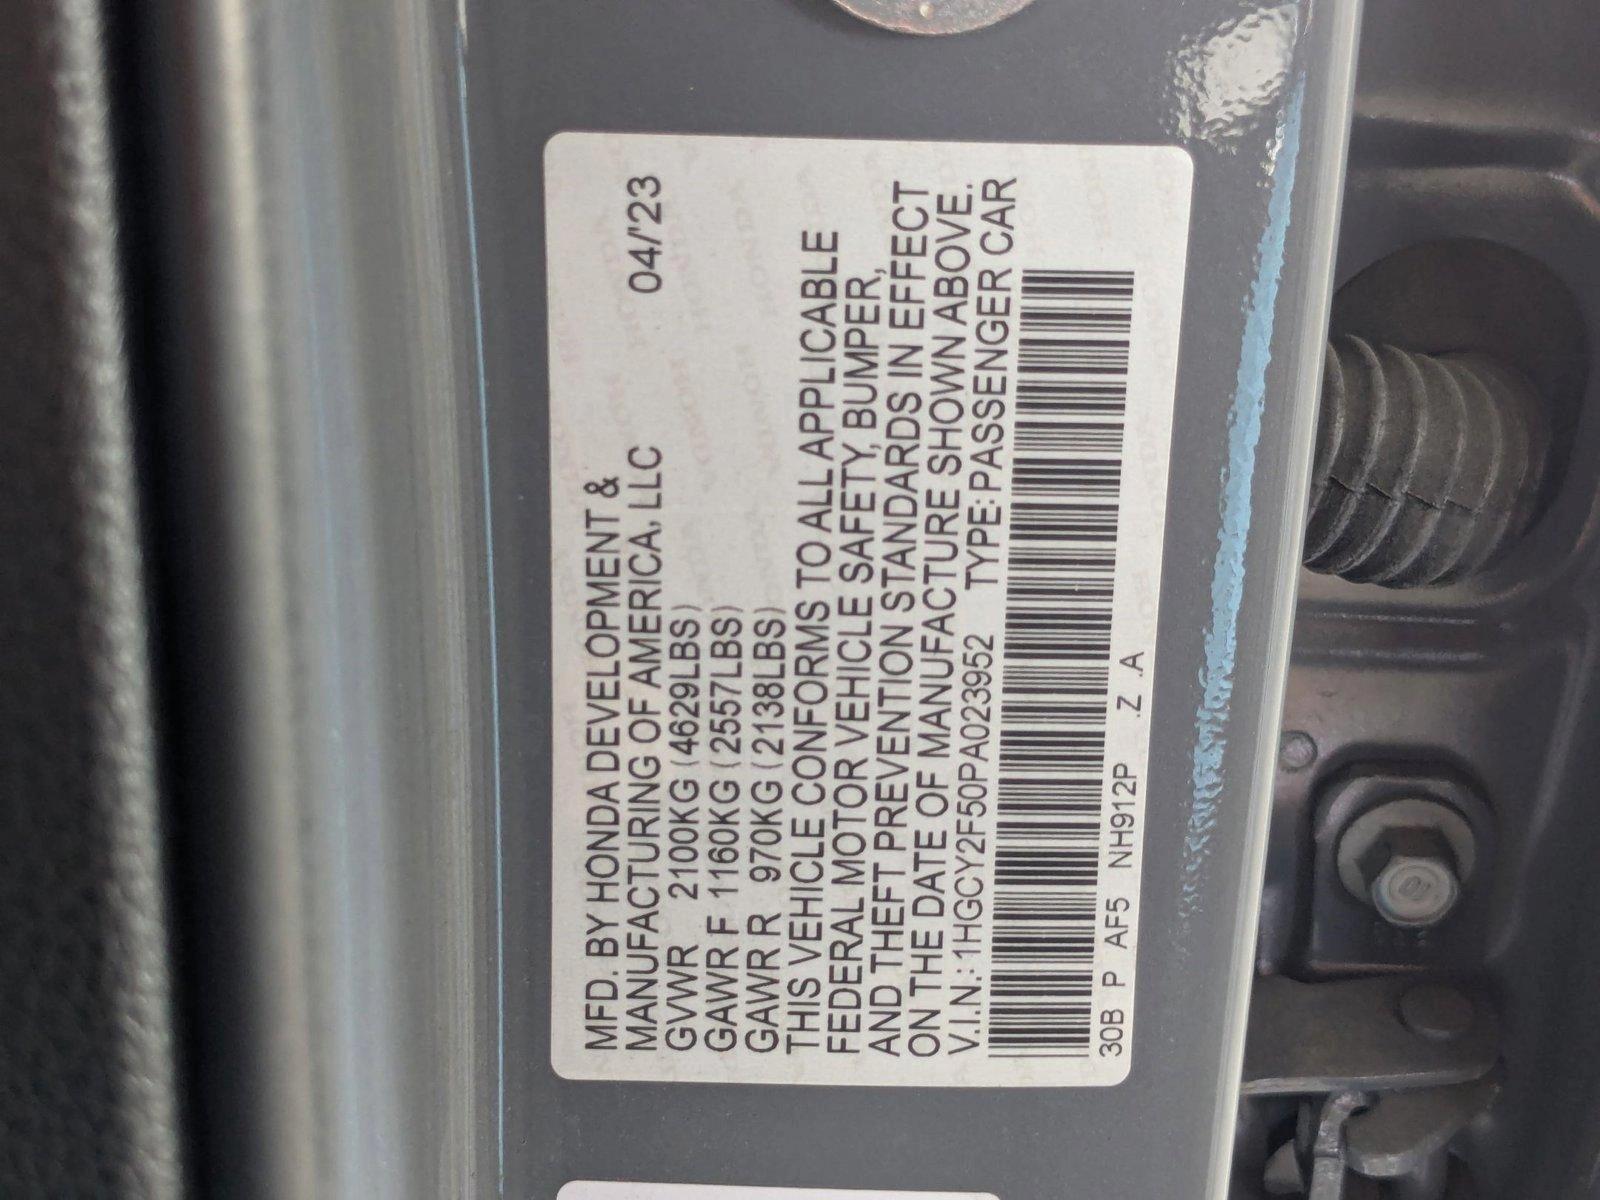 MFD. BY HONDA DEVELOPMENT &
MANUFACTURING OF AMERICA, LLC 04/'23
GVWR 2100KG (4629LBS)
GAWR F 1160KG (2557LBS)
GAWR R 970KG (2138LBS)
THIS VEHICLE CONFORMS TO ALL APPLICABLE
FEDERAL MOTOR VEHICLE SAFETY, BUMPER,
AND THEFT PREVENTION STANDARDS IN EFFECT
ON THE DATE OF MANUFACTURE SHOWN ABOVE.
V.I.N.: 1HGCY2F50PA023952 TYPE: PASSENGER CAR
30B P AF5 NH912P .Z .A